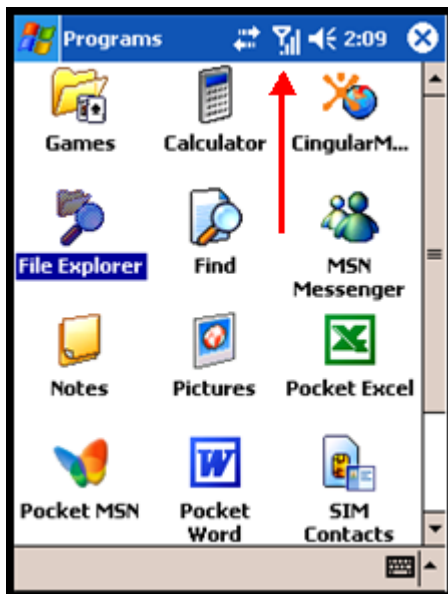 Programs 2:09
Games Calculator CingularM...
File Explorer Find MSN Messenger
Notes Pictures Pocket Excel
Pocket MSN Pocket Word SIM Contacts